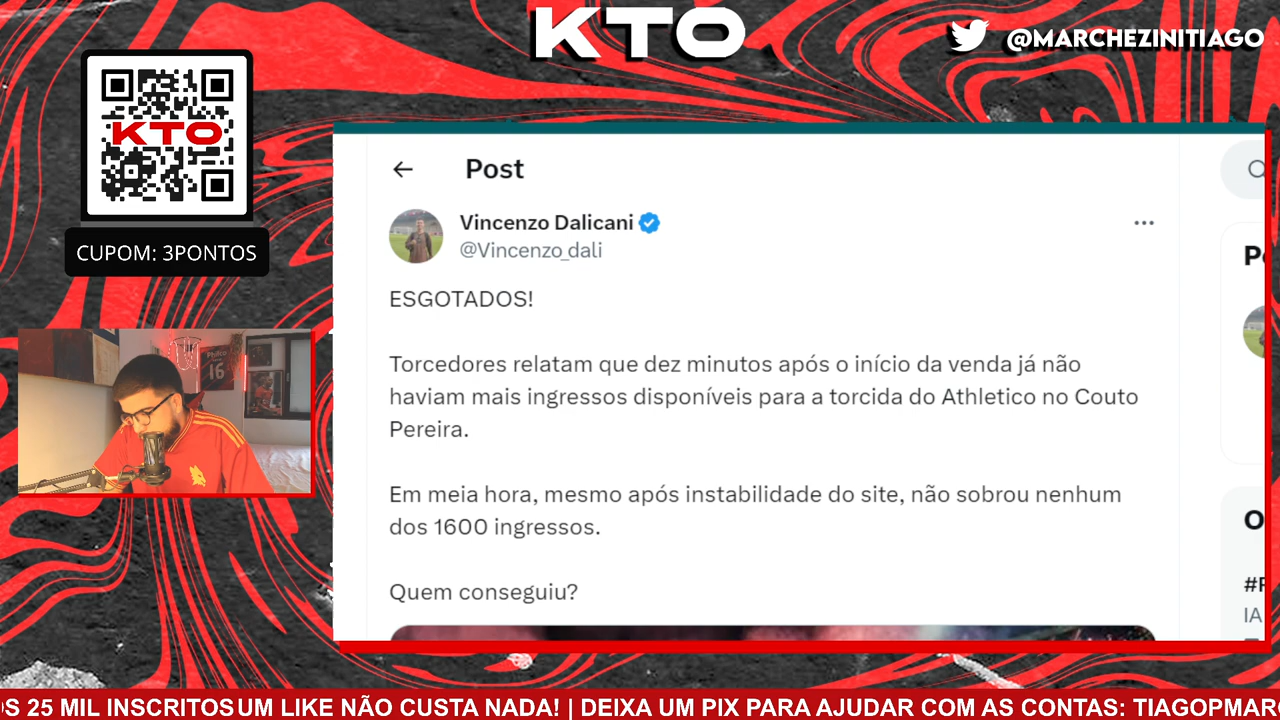 KTO
@MARCHEZINITIAGO
KTO
CUPOM: 3PONTOS
Post
Vincenzo Dalicani
@Vincenzo_dali
ESGOTADOS!
Torcedores relatam que dez minutos após o início da venda já não
haviam mais ingressos disponíveis para a torcida do Athletico no Couto
Pereira.
Em meia hora, mesmo após instabilidade do site, não sobrou nenhum
dos 1600 ingressos.
Quem conseguiu?
16
IA
25 MIL INSCRITOS UM LIKE NÃO CUSTA NADA! | DEIXA UM PIX PARA AJUDAR COM AS CONTAS: TIAGOPMAR